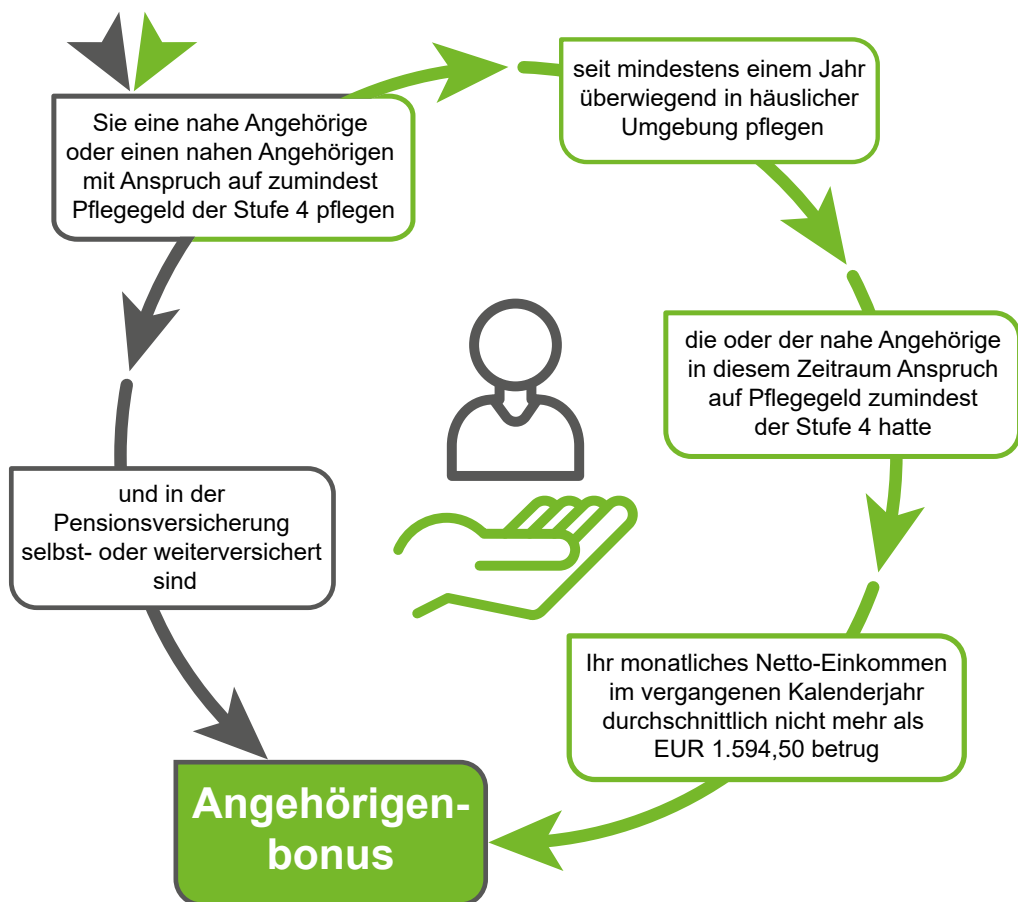 Sie eine nahe Angehörige
oder einen nahen Angehörigen
mit Anspruch auf zumindest
Pflegegeld der Stufe 4 pflegen
seit mindestens einem Jahr
überwiegend in häuslicher
Umgebung pflegen
die oder der nahe Angehörige
in diesem Zeitraum Anspruch
auf Pflegegeld zumindest
der Stufe 4 hatte
und in der
Pensionsversicherung
selbst- oder weiterversichert
sind
Ihr monatliches Netto-Einkommen
im vergangenen Kalenderjahr
durchschnittlich nicht mehr als
EUR 1.594,50 betrug
Angehörigen-
bonus